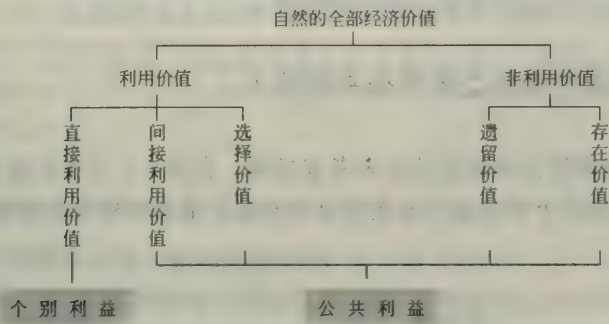 自然的全部经济价值
利用价值
非利用价值
直接利用价值
间接利用价值
选择价值
遗留价值
存在价值
个别利益
公共利益